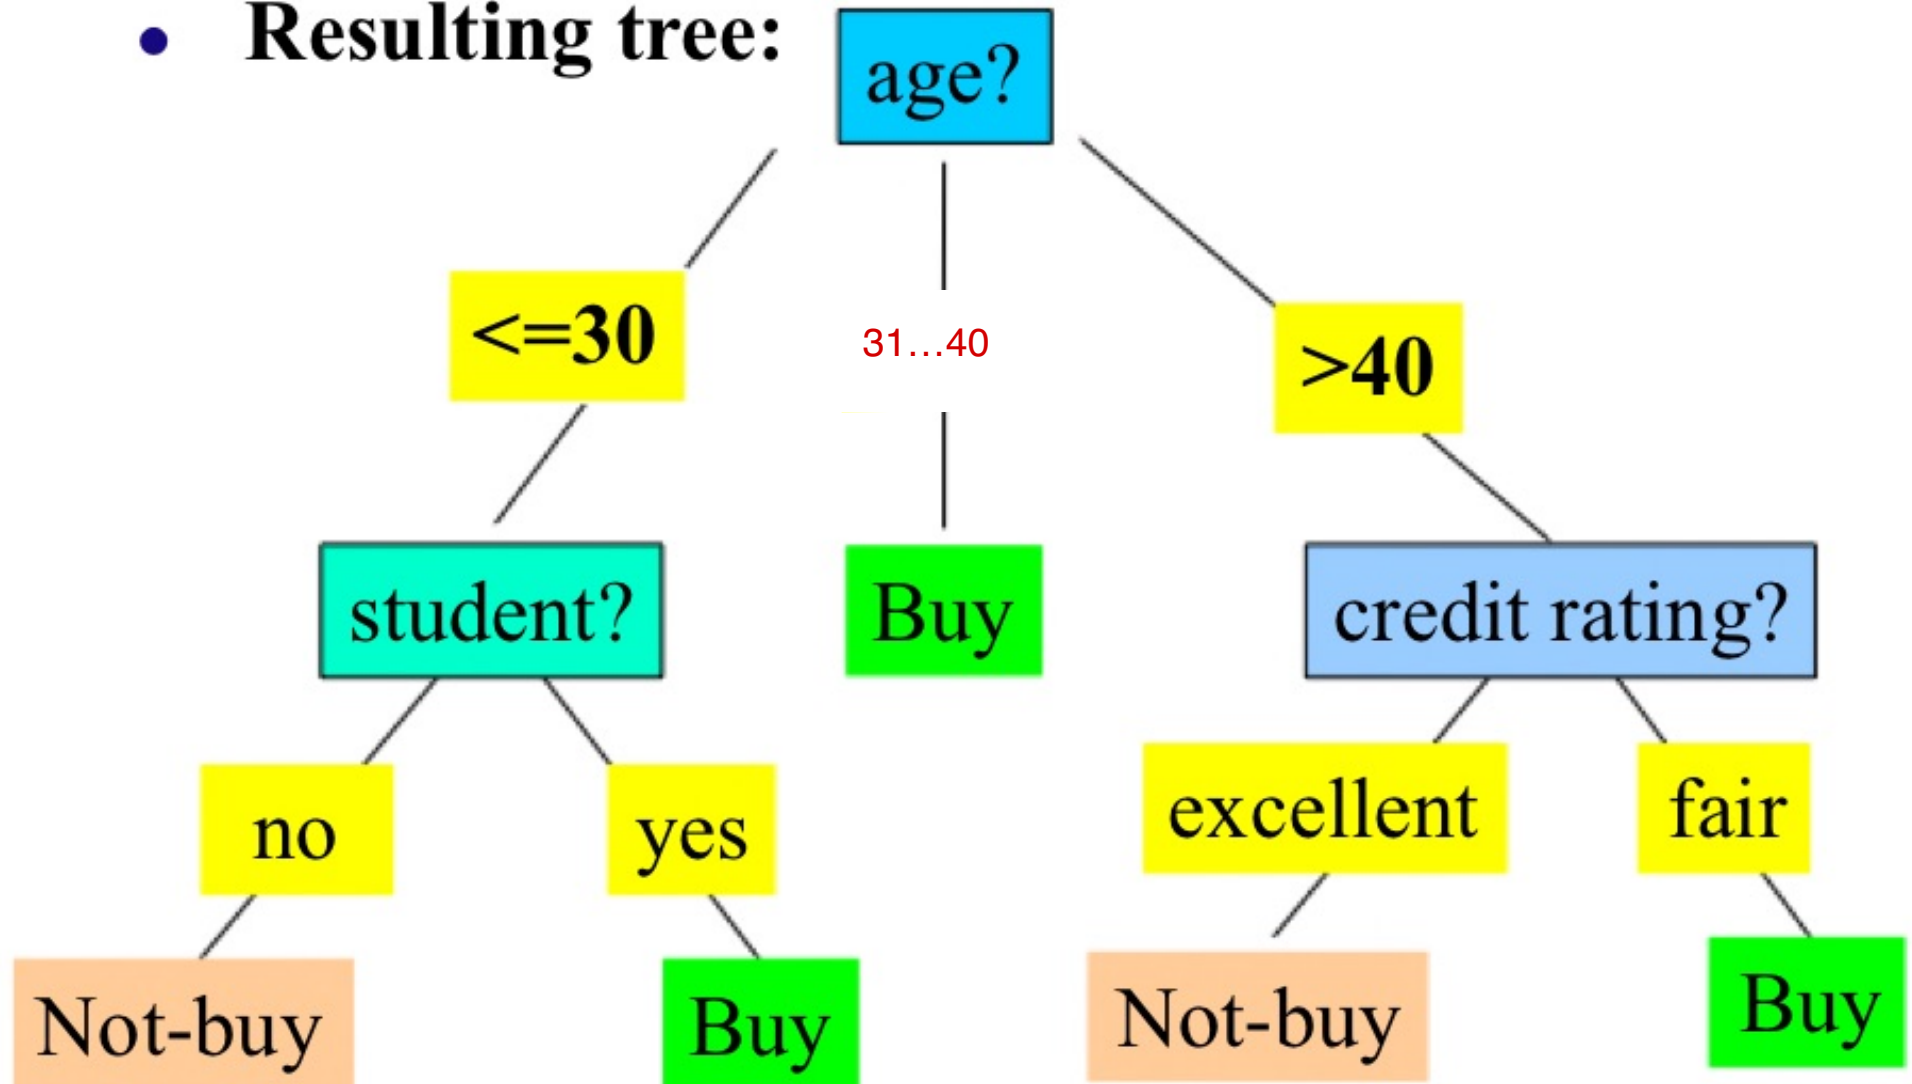 • Resulting tree:
age?
<=30
31...40
>40
student?
Buy
credit rating?
no
yes
excellent
fair
Not-buy
Buy
Not-buy
Buy